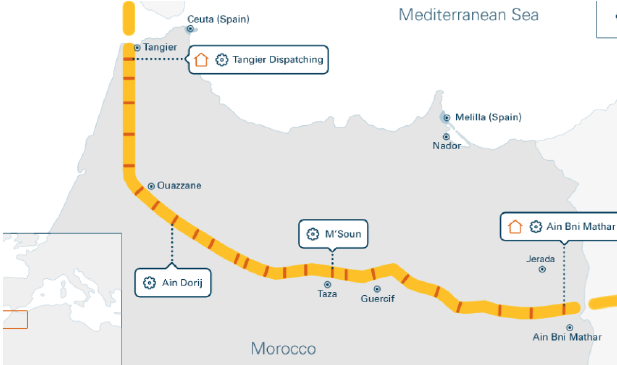 Mediterranean Sea
Ceuta (Spain)
Tangier
Tangier Dispatching
Melilla (Spain)
Nador
Ouazzane
M'Soun
Ain Bni Mathar
Jerada
Ain Dorij
Taza
Guercif
Ain Bni Mathar
Morocco